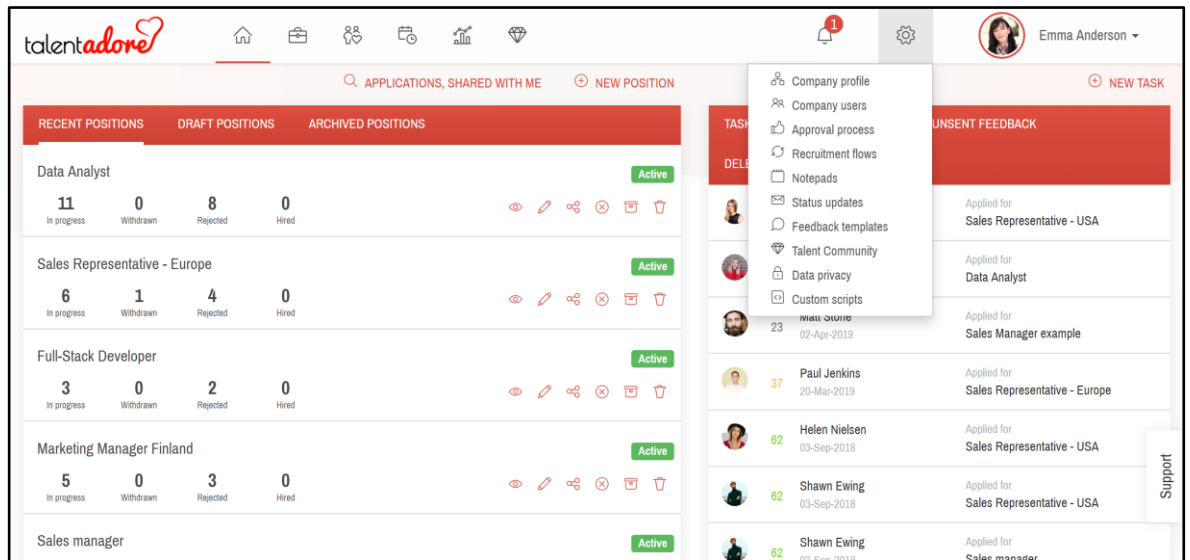 talentadore
1
Emma Anderson
APPLICATIONS, SHARED WITH ME
NEW POSITION
NEW TASK
Company profile
Company users
Approval process
Recruitment flows
Notepads
Status updates
Feedback templates
Talent Community
Data privacy
Custom scripts
RECENT POSITIONS DRAFT POSITIONS ARCHIVED POSITIONS
Data Analyst Active
11 0 8 0
In progress Withdrawn Rejected Hired
Sales Representative - Europe Active
6 1 4 0
In progress Withdrawn Rejected Hired
Full-Stack Developer Active
3 0 2 0
In progress Withdrawn Rejected Hired
Marketing Manager Finland Active
5 0 3 0
In progress Withdrawn Rejected Hired
Sales manager Active
UNSENT FEEDBACK
Applied for
Sales Representative - USA
Applied for
Data Analyst
23 Matt Stone Applied for
02-Apr-2019 Sales Manager example
37 Paul Jenkins Applied for
20-Mar-2019 Sales Representative - Europe
62 Helen Nielsen Applied for
03-Sep-2018 Sales Representative - USA
62 Shawn Ewing Applied for
03-Sep-2018 Sales Representative - USA
62 Shawn Ewing Applied for
Sales manager
Support